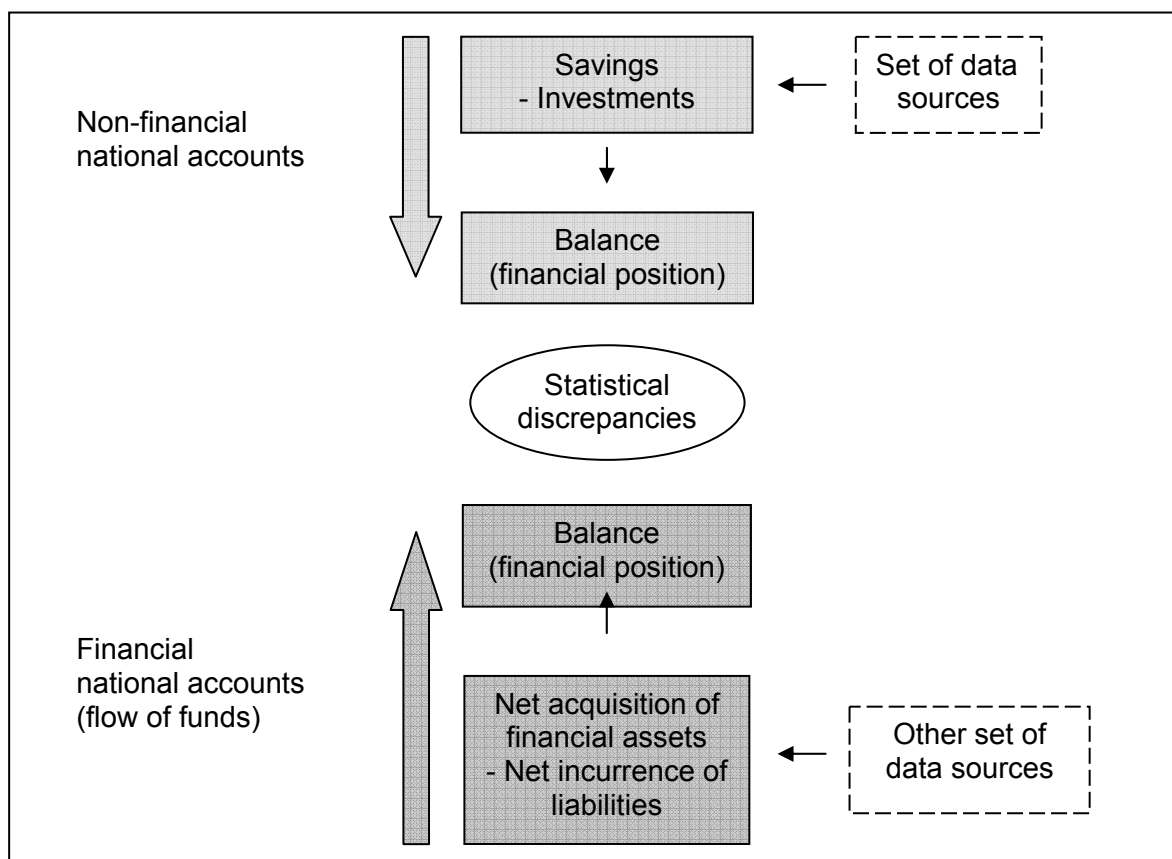 Savings
- Investments
Set of data
sources
Non-financial
national accounts
Balance
(financial position)
Statistical
discrepancies
Balance
(financial position)
Financial
national accounts
(flow of funds)
Net acquisition of
financial assets
- Net incurrence of
liabilities
Other set of
data sources